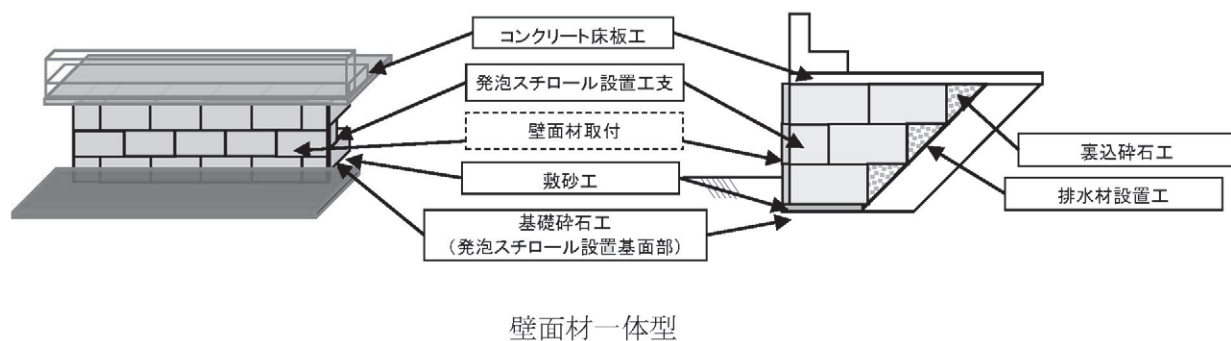 コンクリート床板工
発泡スチロール設置工支
壁面材取付
敷砂工
基礎砕石工
（発泡スチロール設置基面部）
裏込砕石工
排水材設置工
壁面材一体型